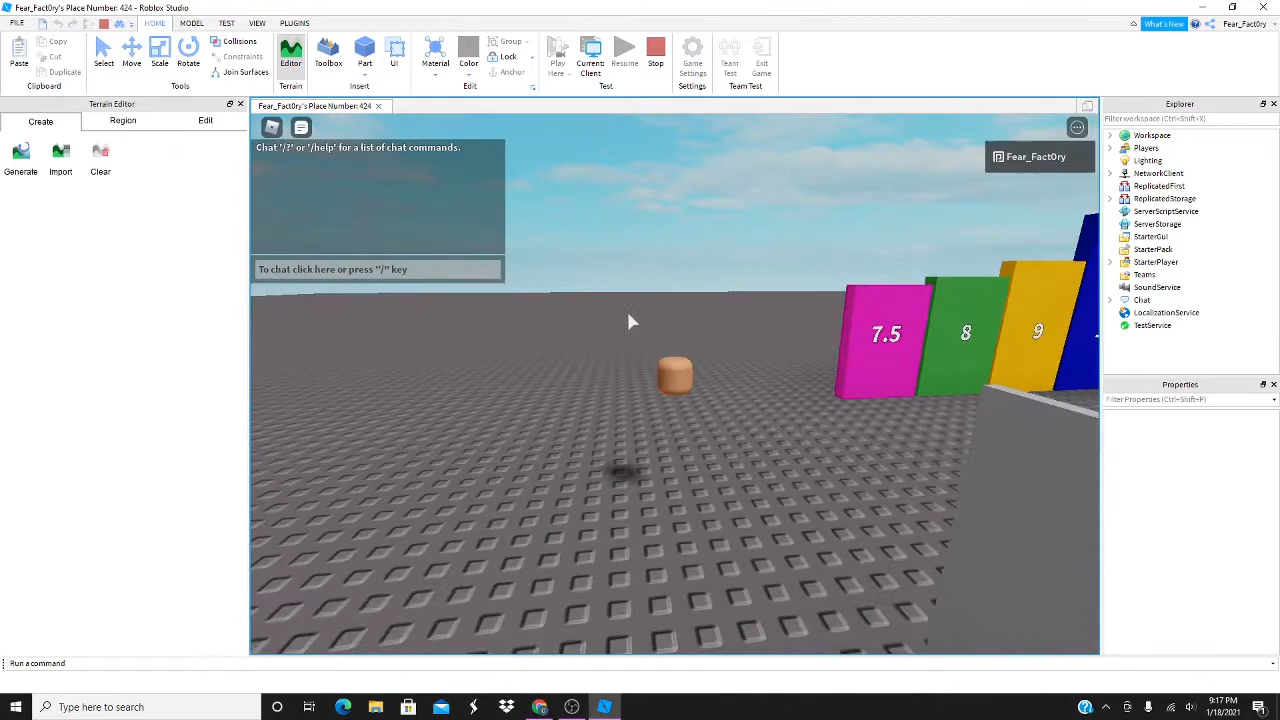 Fear_Fact0ry's Place Number: 424 - Roblox Studio
FILE HOME MODEL TEST VIEW PLUGINS What's New Fear_Fact0ry
Paste Copy Cut Duplicate Clipboard
Select Move Scale Rotate Collisions Constraints Join Surfaces Tools
Editor Terrain
Toolbox Part UI Insert
Material Color Group Lock Anchor Edit
Play Here Current: Client Resume Stop Test
Game Settings Settings
Team Test Exit Game Team Test
Terrain Editor
Create Region Edit
Generate Import Clear
Fear_Fact0ry's Place Number: 424
Chat '/?' or '/help' for a list of chat commands.
To chat click here or press "/" key
Fear_Fact0ry
7.5 8 9
Explorer
Filter workspace (Ctrl+Shift+X)
Workspace
Players
Lighting
NetworkClient
ReplicatedFirst
ReplicatedStorage
ServerScriptService
ServerStorage
StarterGui
StarterPack
StarterPlayer
Teams
SoundService
Chat
LocalizationService
TestService
Properties
Filter Properties (Ctrl+Shift+P)
Run a command
Type here to search
9:17 PM
1/18/2021